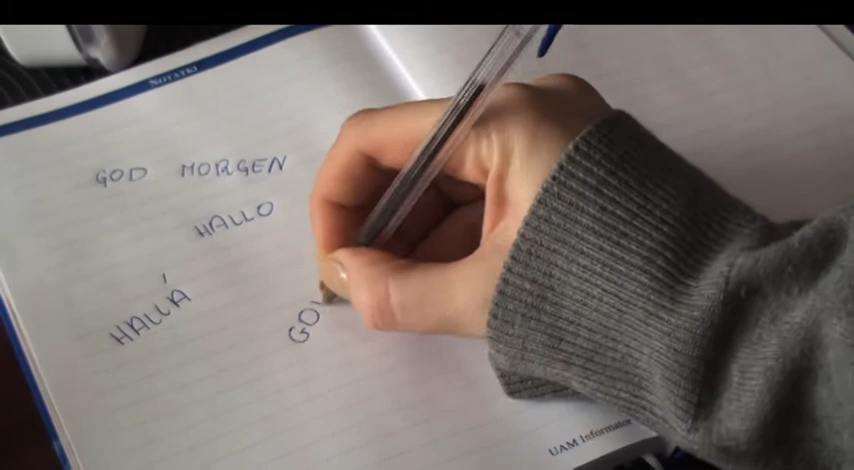 NOTATKI
GOD MORGEN
HALLO
HALLÁ
GO
UAM Informator